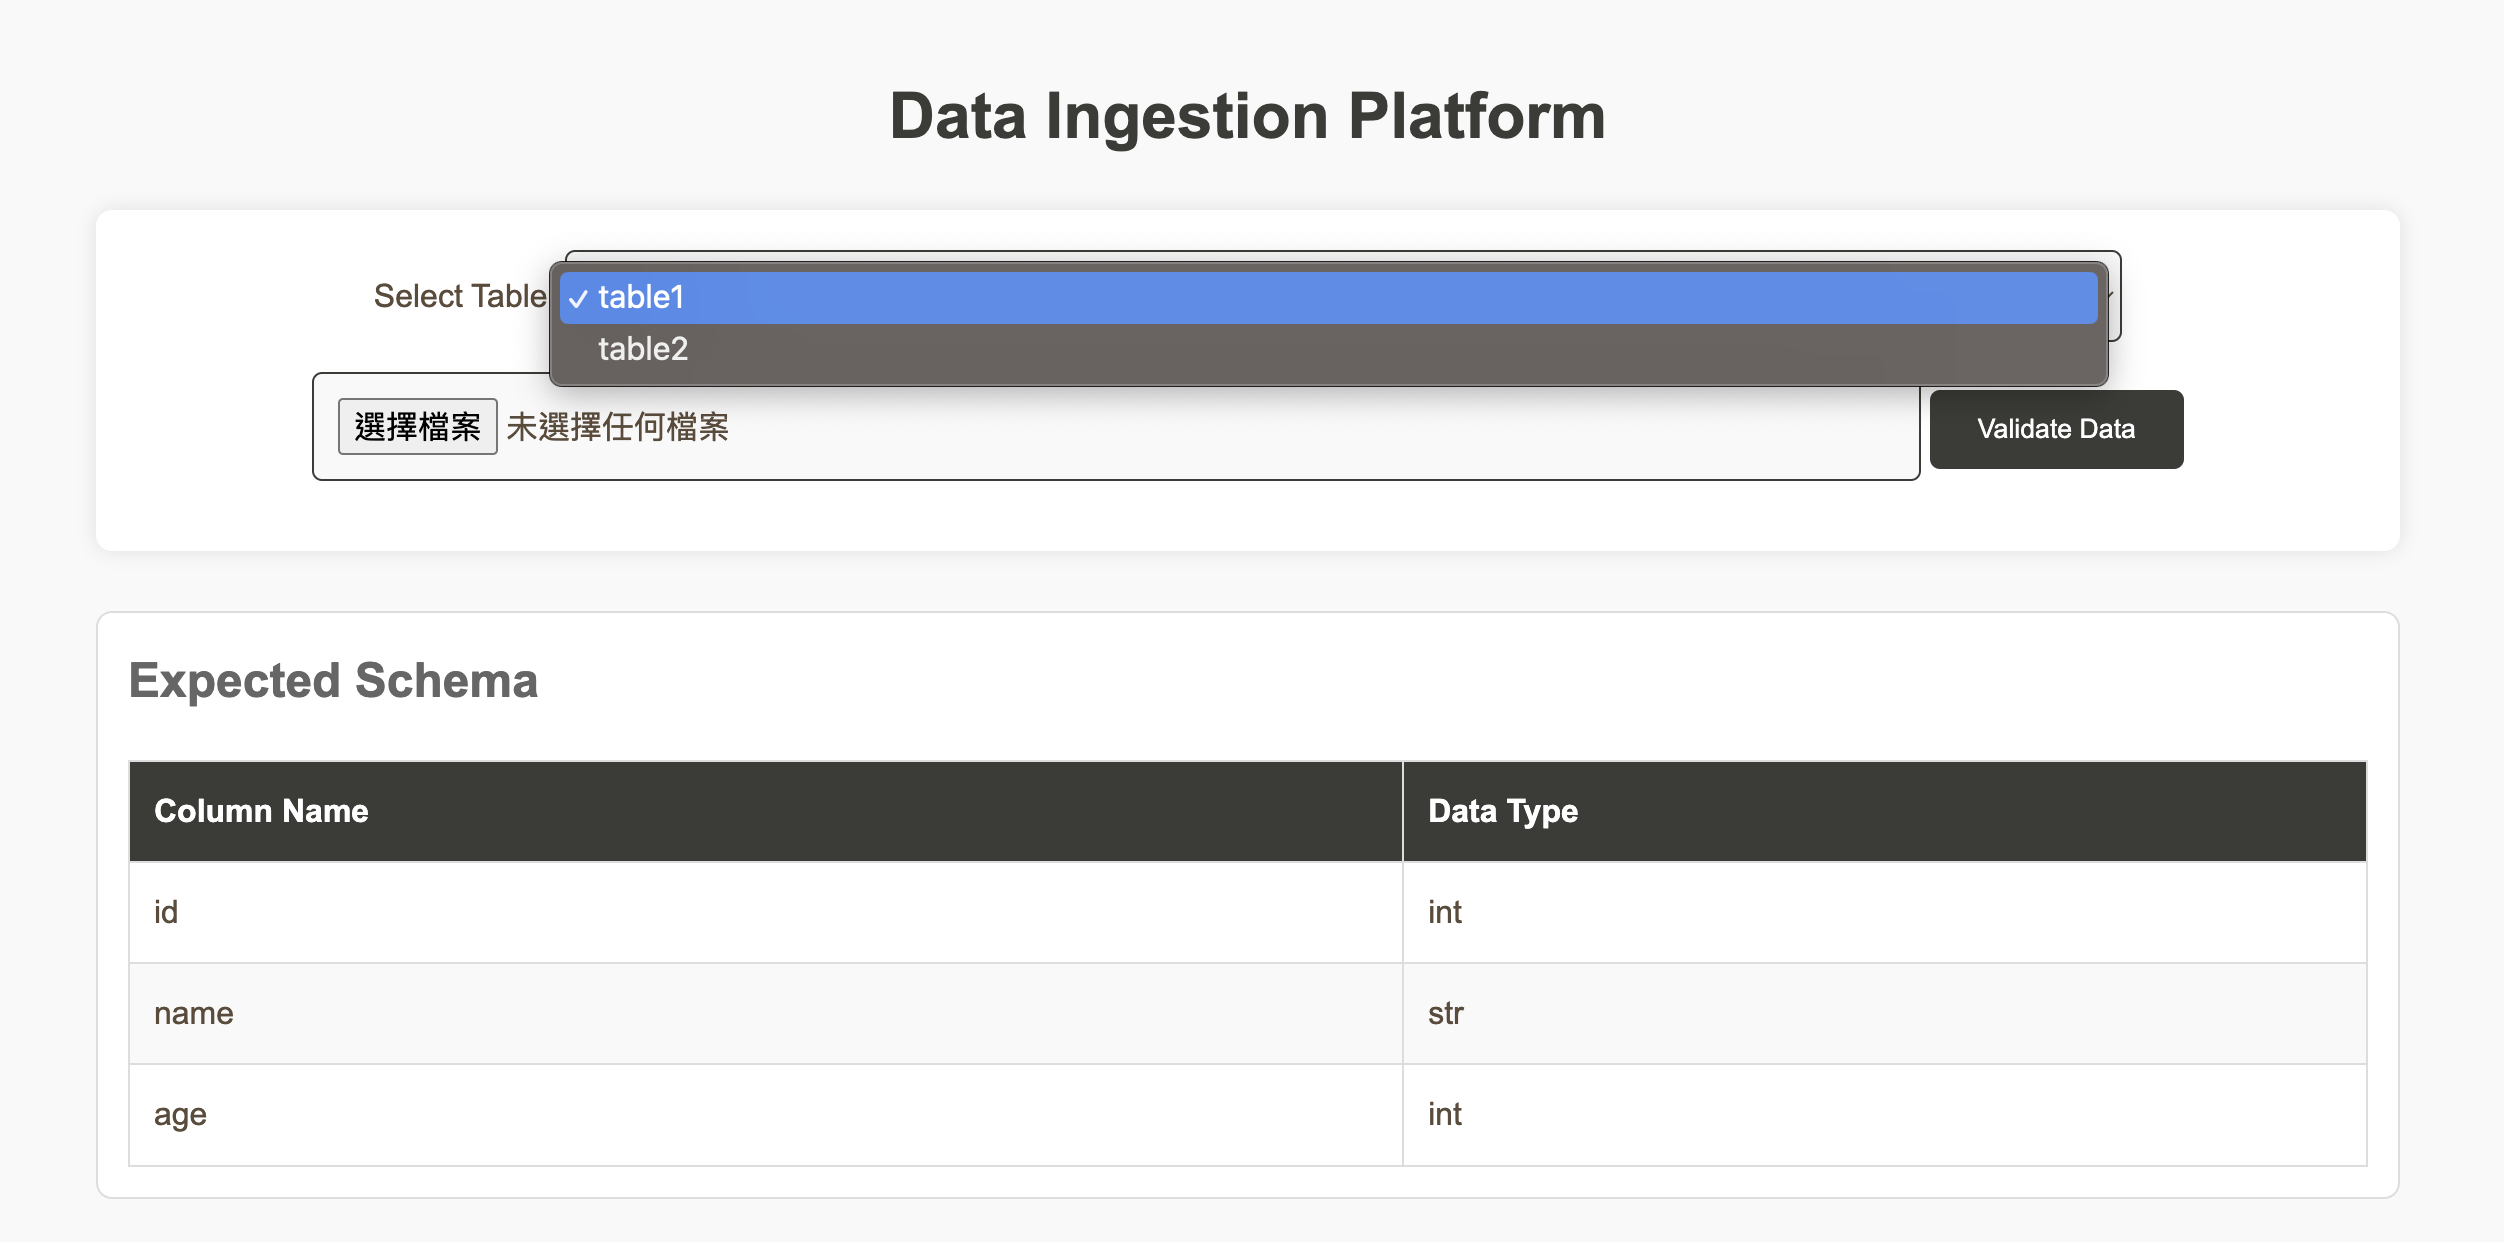 Data Ingestion Platform
Select Table
✓ table1
table2
選擇檔案 未選擇任何檔案
Validate Data
Expected Schema
Column Name Data Type
id int
name str
age int